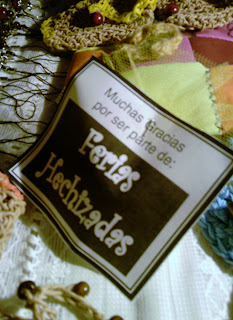 Muchas Gracias
por ser parte de:
Ferias
Hechizadas